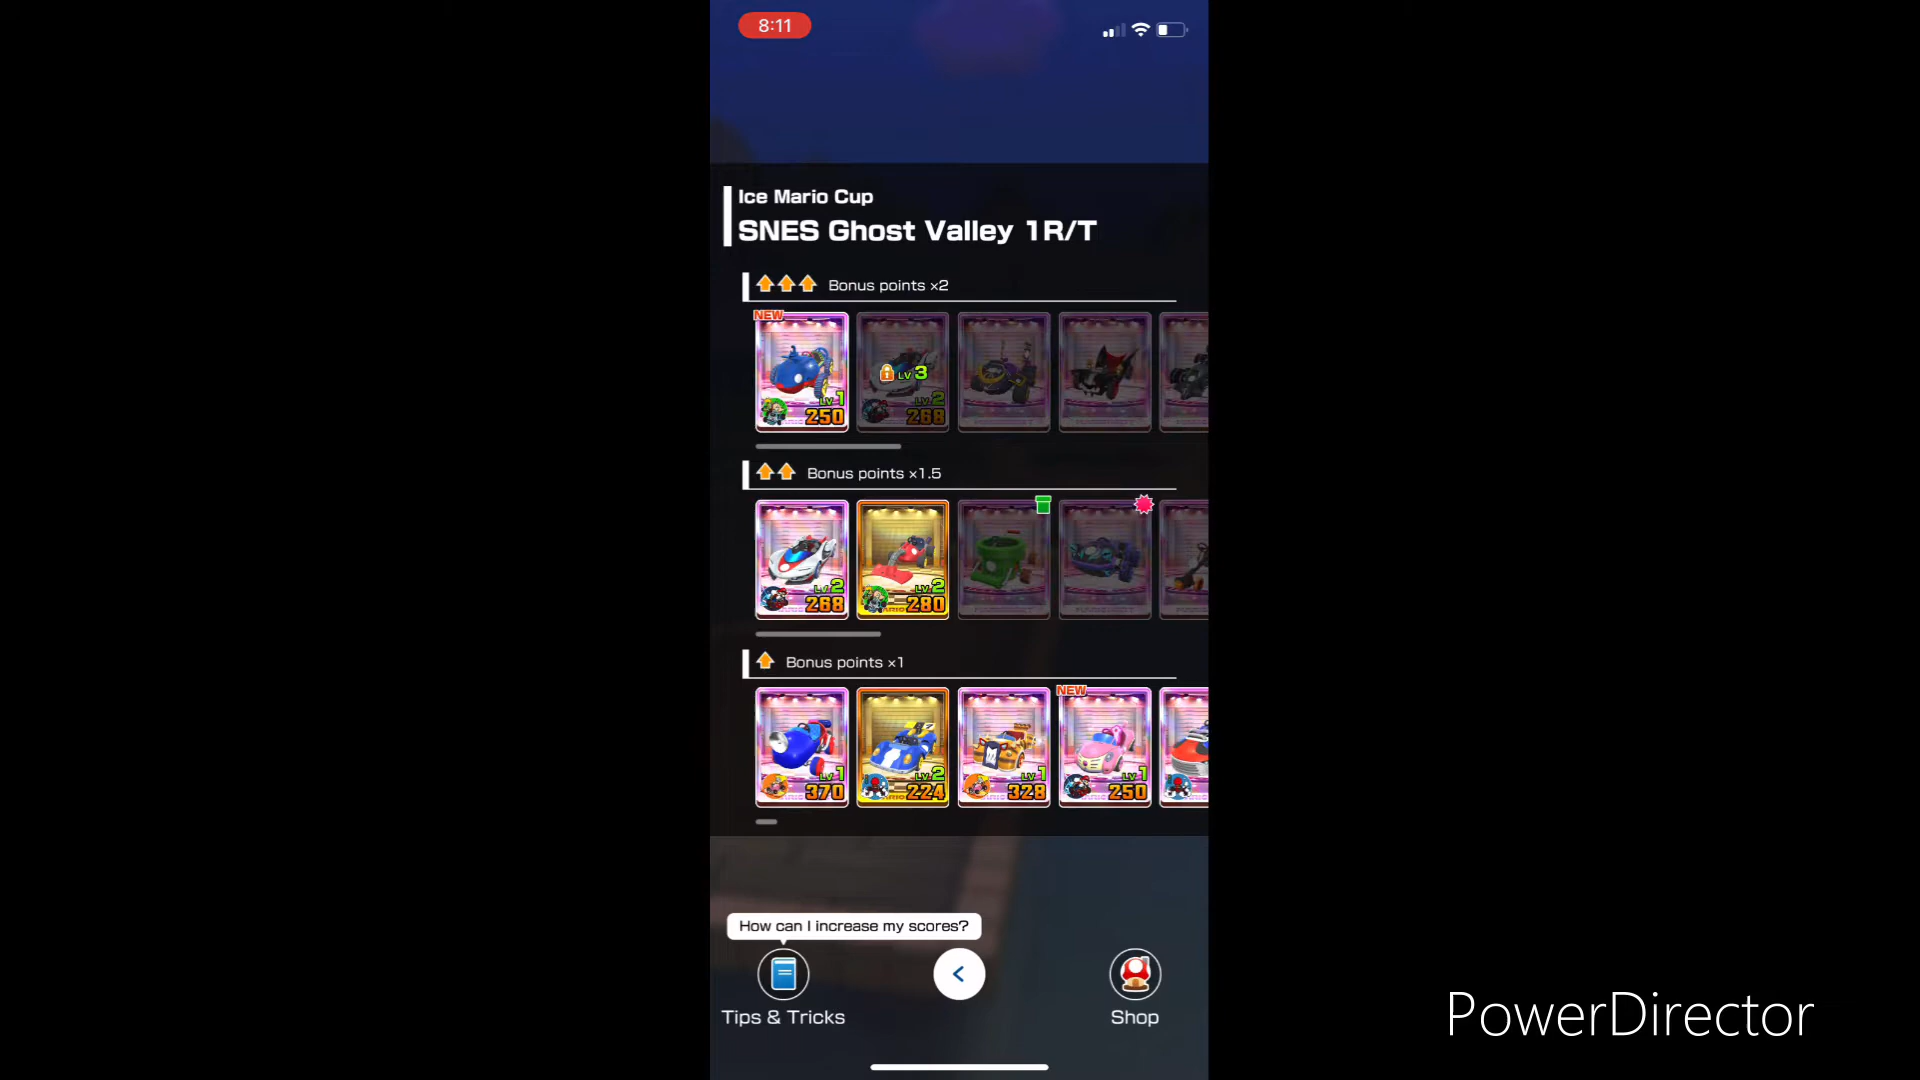 8:11
Ice Mario Cup
SNES Ghost Valley 1R/T
Bonus points ×2
NEW
LV 1
250
LV 3
LV 2
268
Bonus points ×1.5
LV 2
268
LV 2
280
Bonus points ×1
NEW
LV 1
370
LV 2
224
LV 1
328
LV 1
250
How can I increase my scores?
<
Tips & Tricks
Shop
PowerDirector